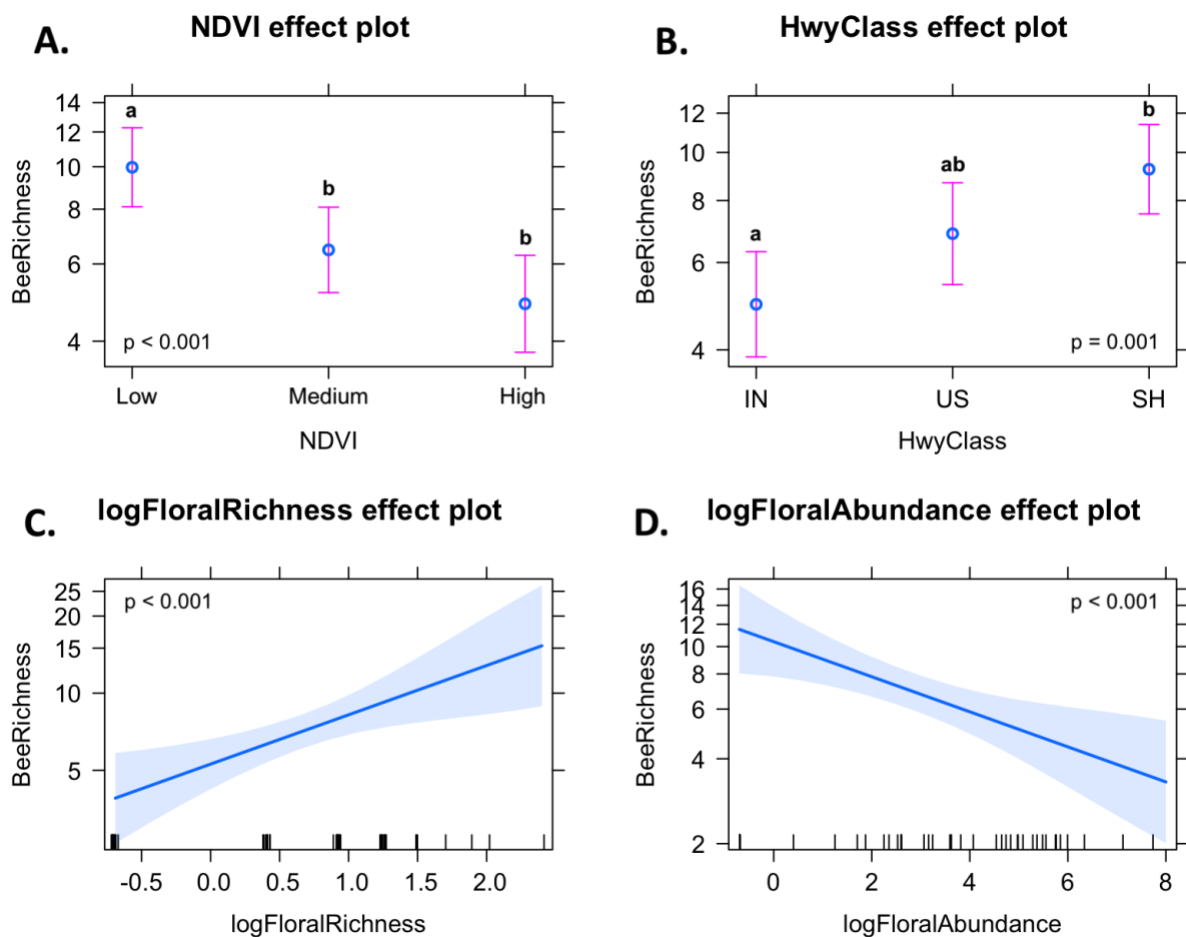 A.
NDVI effect plot
BeeRichness
14
12
10
8
6
4
a
b
b
p < 0.001
Low Medium High
NDVI
B.
HwyClass effect plot
BeeRichness
12
10
8
6
4
a
ab
b
p = 0.001
IN US SH
HwyClass
C.
logFloralRichness effect plot
BeeRichness
25
20
15
10
5
p < 0.001
-0.5 0.0 0.5 1.0 1.5 2.0
logFloralRichness
D.
logFloralAbundance effect plot
BeeRichness
16
14
12
10
8
6
4
2
p < 0.001
0 2 4 6 8
logFloralAbundance